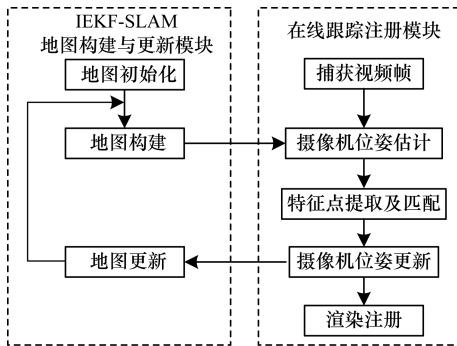 IEKF-SLAM
地图构建与更新模块
地图初始化
地图构建
地图更新
在线跟踪注册模块
捕获视频帧
摄像机位姿估计
特征点提取及匹配
摄像机位姿更新
渲染注册